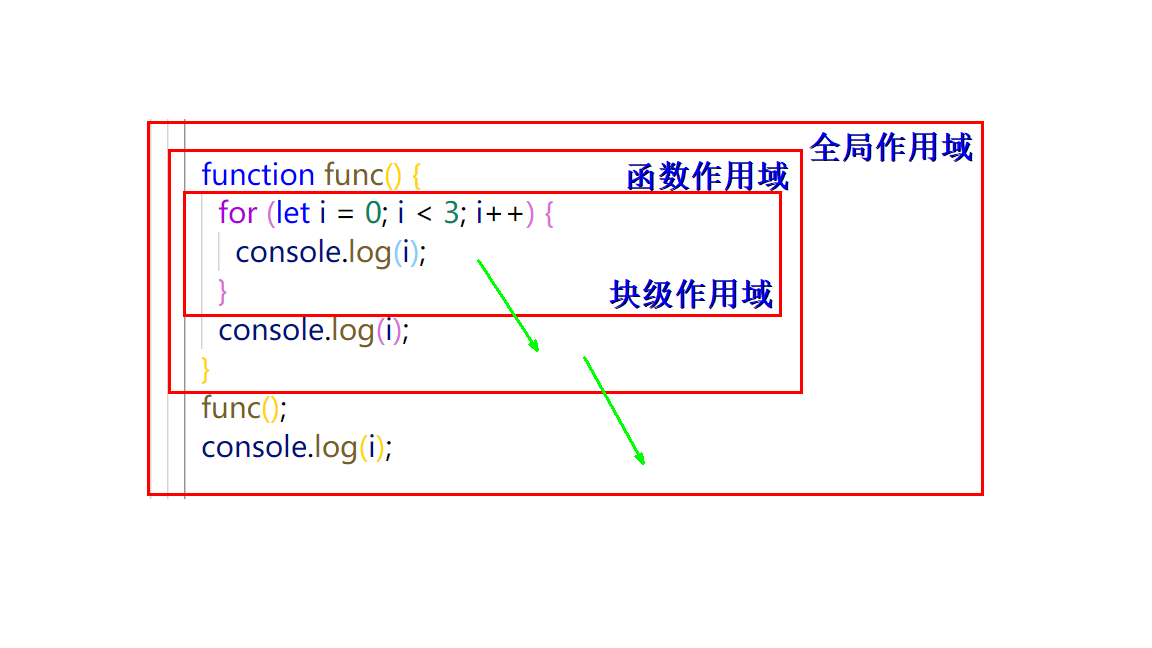 全局作用域
function func() {
函数作用域
for (let i = 0; i < 3; i++) {
console.log(i);
}
块级作用域
console.log(i);
}
func();
console.log(i);